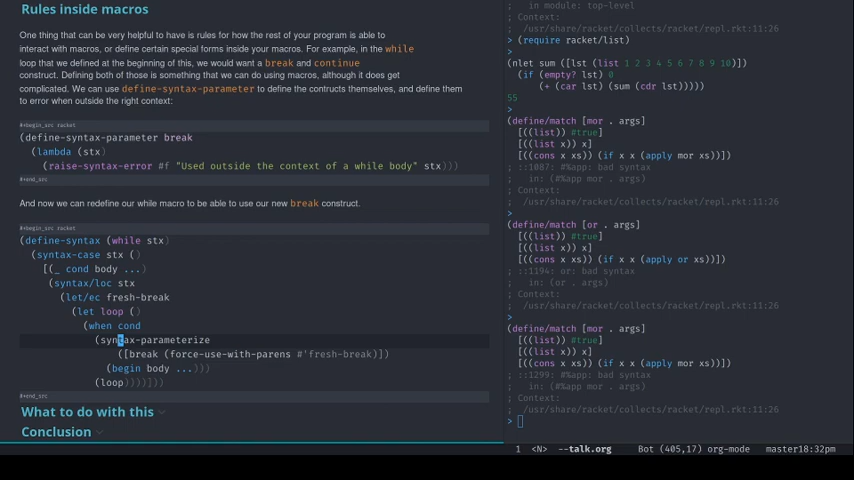 Rules inside macros
One thing that can be very helpful to have is rules for how the rest of your program is able to
interact with macros, or define certain special forms inside your macros. For example, in the while
loop that we defined at the beginning of this, we would want a break and continue
construct. Defining both of those is something that we can do using macros, although it does get
complicated. We can use define-syntax-parameter to define the contructs themselves, and define them
to error when outside the right context:
#+begin_src racket
(define-syntax-parameter break
(lambda (stx)
(raise-syntax-error #f "Used outside the context of a while body" stx)))
#+end_src
And now we can redefine our while macro to be able to use our new break construct.
#+begin_src racket
(define-syntax (while stx)
(syntax-case stx ()
[(_ cond body ...)
(syntax/loc stx
(let/ec fresh-break
(let loop ()
(when cond
(syntax-parameterize
([break (force-use-with-parens #'fresh-break)])
(begin body ...)))
(loop))))]))
#+end_src
What to do with this
Conclusion
; in module: top-level
; Context:
; /usr/share/racket/collects/racket/repl.rkt:11:26
> (require racket/list)
>
(nlet sum ([lst (list 1 2 3 4 5 6 7 8 9 10)])
(if (empty? lst) 0
(+ (car lst) (sum (cdr lst)))))
55
>
(define/match [mor . args]
[((list)) #true]
[((list x)) x]
[((cons x xs)) (if x x (apply mor xs))])
; ::1087: #%app: bad syntax
; in: (#%app mor . args)
; Context:
; /usr/share/racket/collects/racket/repl.rkt:11:26
>
(define/match [or . args]
[((list)) #true]
[((list x)) x]
[((cons x xs)) (if x x (apply or xs))])
; ::1194: or: bad syntax
; in: (or . args)
; Context:
; /usr/share/racket/collects/racket/repl.rkt:11:26
>
(define/match [mor . args]
[((list)) #true]
[((list x)) x]
[((cons x xs)) (if x x (apply mor xs))])
; ::1299: #%app: bad syntax
; in: (#%app mor . args)
; Context:
; /usr/share/racket/collects/racket/repl.rkt:11:26
>
1 <N> --talk.org Bot (405,17) org-mode master18:32pm